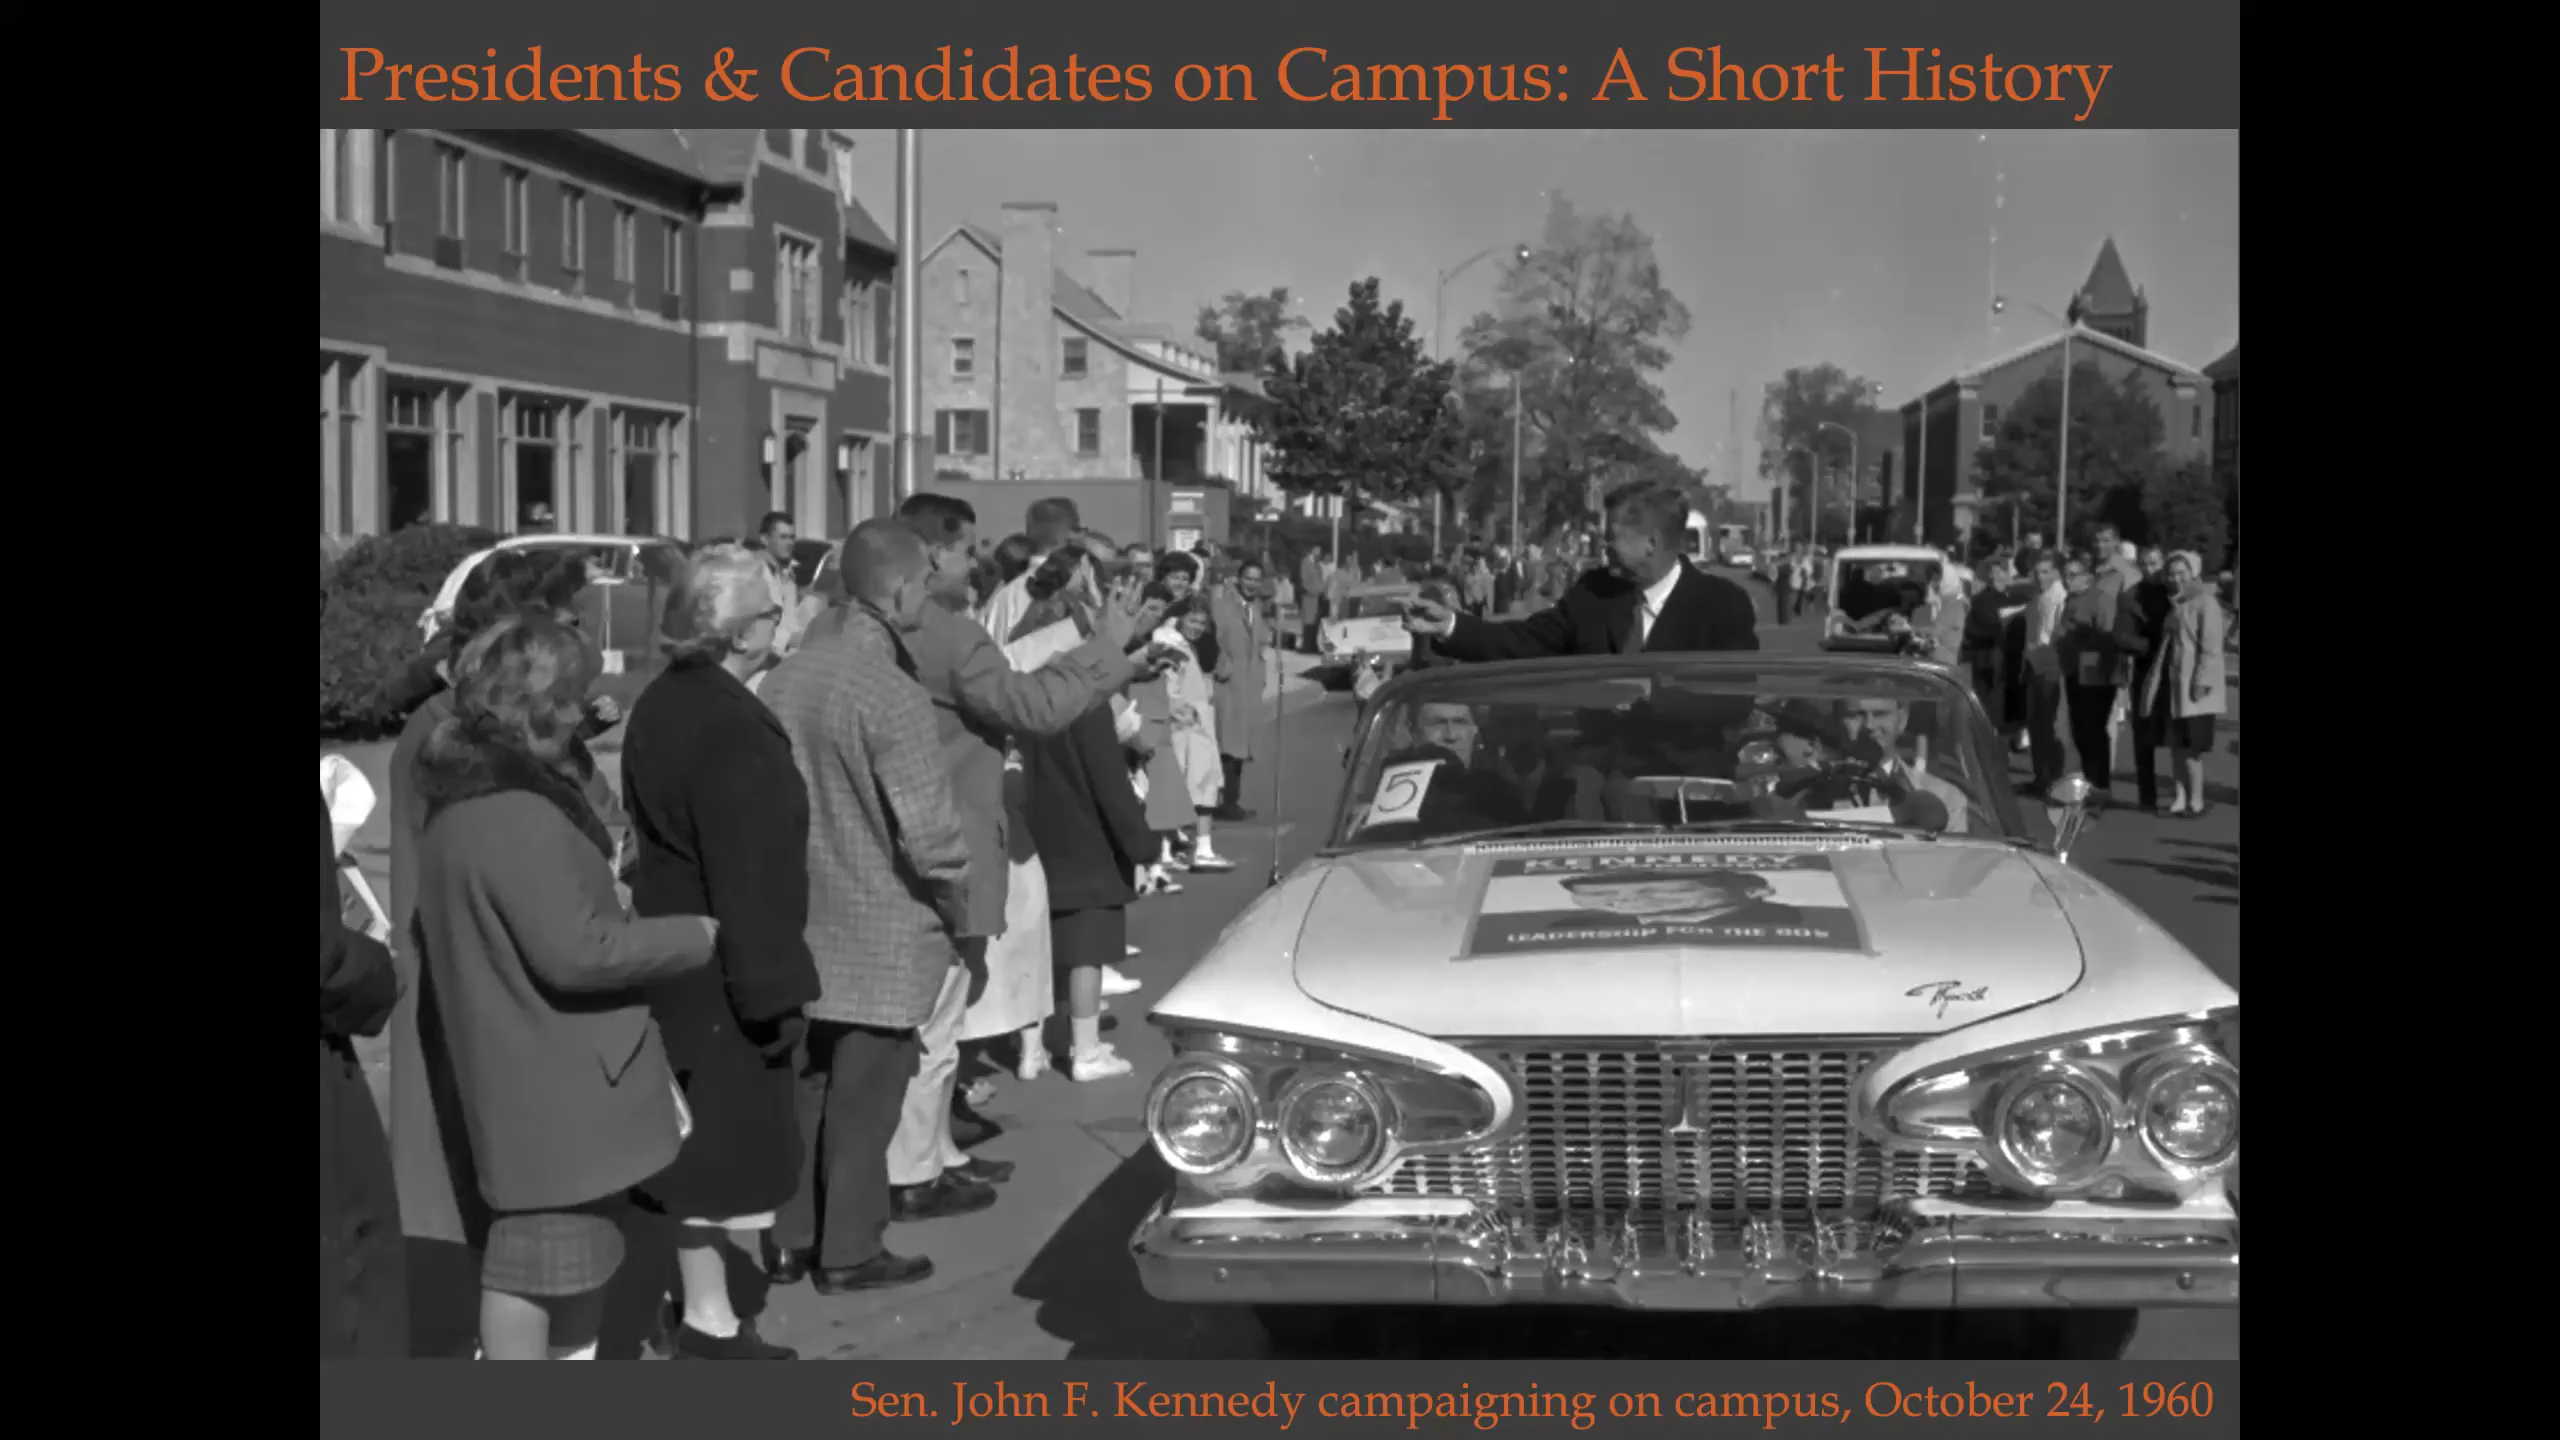 Presidents & Candidates on Campus: A Short History
5
KENNEDY
LEADERSHIP FOR THE 60's
Plymouth
Sen. John F. Kennedy campaigning on campus, October 24, 1960